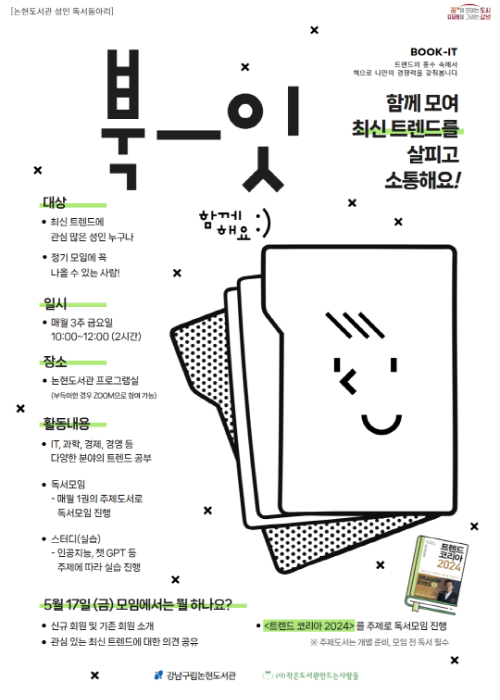 [논현도서관 성인 독서동아리]
꿈이 모이는 도시
미래를 그리는 강남
BOOK-IT
트렌드의 홍수 속에서
책으로 나만의 경쟁력을 갖춰봅니다
북-잇
함께 모여
최신 트렌드를
살피고
소통해요!
함께
해요 :)
대상
• 최신 트렌드에
관심 많은 성인 누구나
• 정기 모임에 꼭
나올 수 있는 사람!
일시
• 매월 3주 금요일
10:00~12:00 (2시간)
장소
• 논현도서관 프로그램실
(부득이한 경우 ZOOM으로 참여 가능)
활동내용
• IT, 과학, 경제, 경영 등
다양한 분야의 트렌드 공부
• 독서모임
- 매월 1권의 주제도서로
독서모임 진행
• 스터디(실습)
- 인공지능, 챗 GPT 등
주제에 따라 실습 진행
트렌드
코리아
2024
DRAGON
EYES
5월 17일 (금) 모임에서는 뭘 하나요?
• 신규 회원 및 기존 회원 소개
• 관심 있는 최신 트렌드에 대한 의견 공유
• <트렌드 코리아 2024>를 주제로 독서모임 진행
※ 주제도서는 개별 준비, 모임 전 독서 필수
강남구립논현도서관
(사)작은도서관만드는사람들